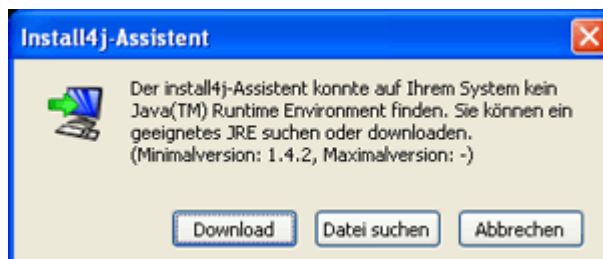 Install4j-Assistent
Der install4j-Assistent konnte auf Ihrem System kein
Java(TM) Runtime Environment finden. Sie können ein
geeignetes JRE suchen oder downloaden.
(Minimalversion: 1.4.2, Maximalversion: -)
Download Datei suchen Abbrechen